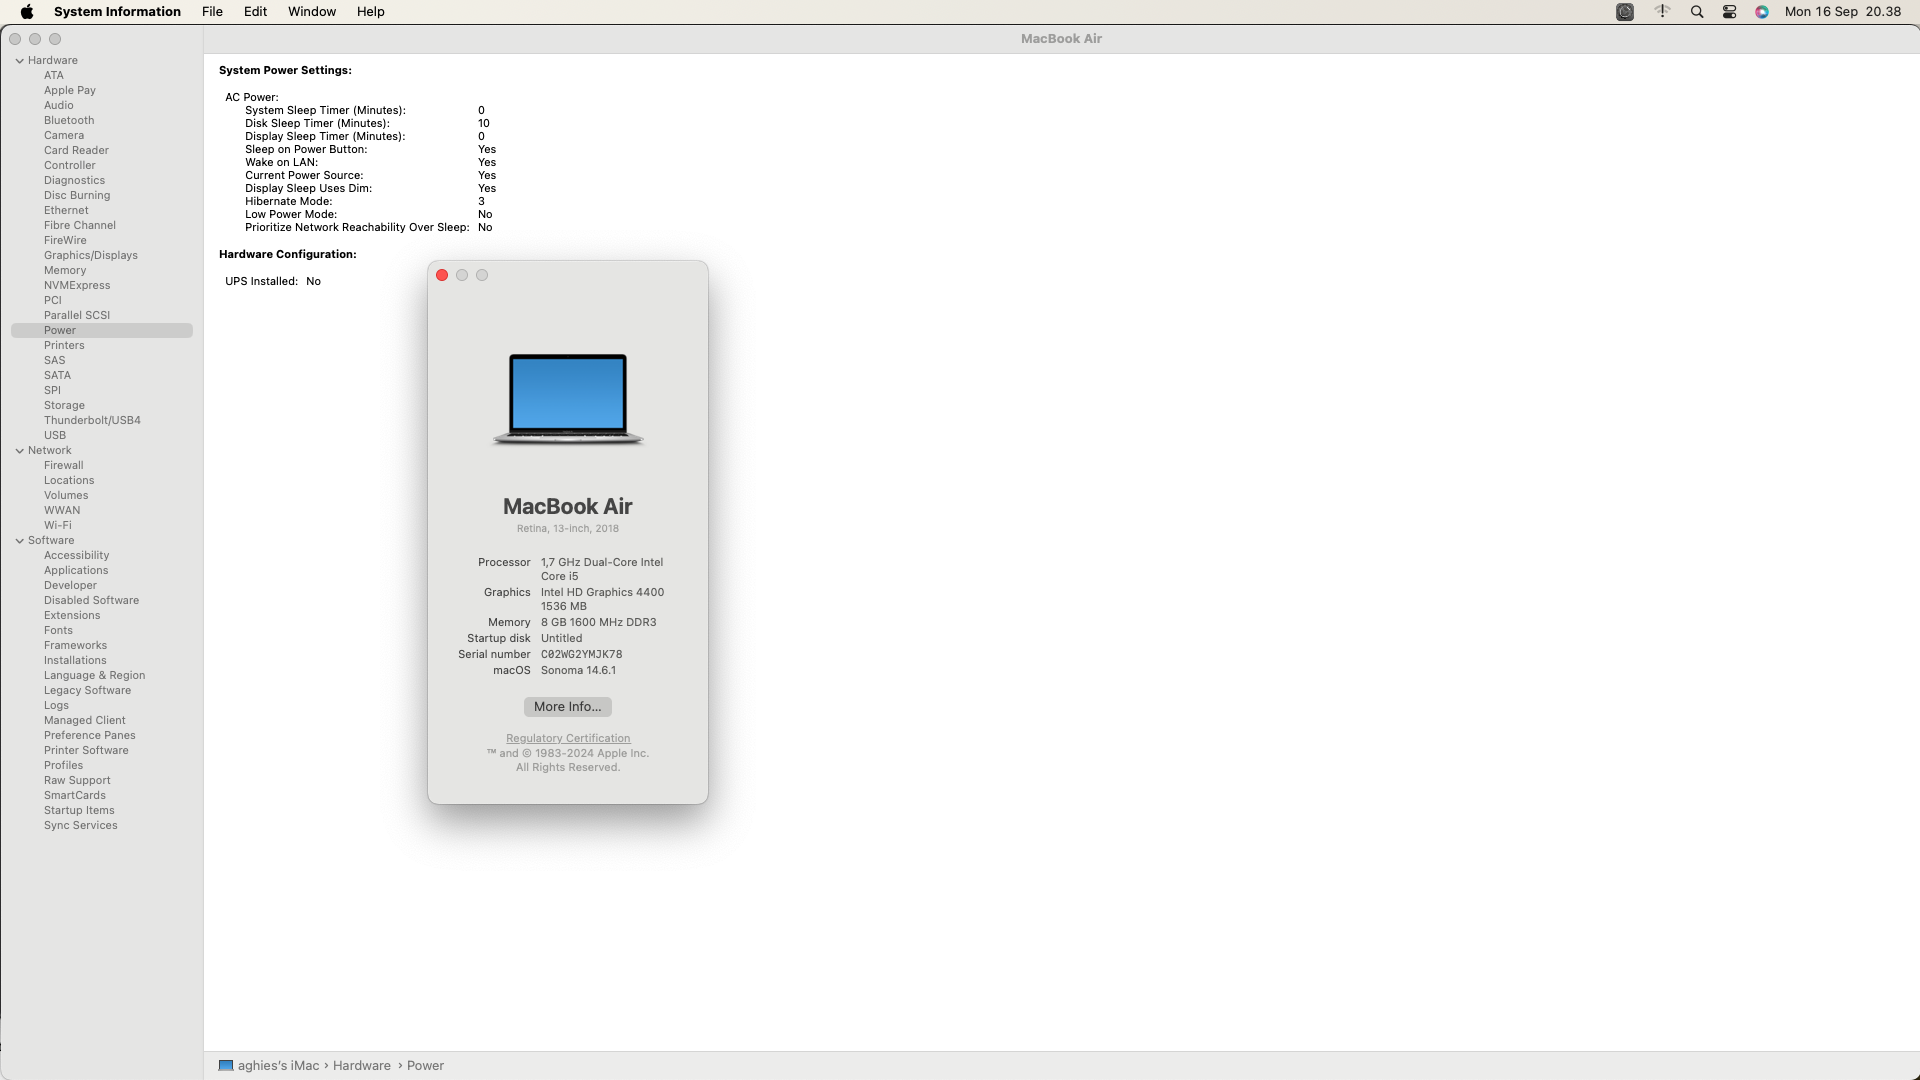 System Information File Edit Window Help Mon 16 Sep 20.38
MacBook Air
Hardware
ATA
Apple Pay
Audio
Bluetooth
Camera
Card Reader
Controller
Diagnostics
Disc Burning
Ethernet
Fibre Channel
FireWire
Graphics/Displays
Memory
NVMExpress
PCI
Parallel SCSI
Power
Printers
SAS
SATA
SPI
Storage
Thunderbolt/USB4
USB
Network
Firewall
Locations
Volumes
WWAN
Wi-Fi
Software
Accessibility
Applications
Developer
Disabled Software
Extensions
Fonts
Frameworks
Installations
Language & Region
Legacy Software
Logs
Managed Client
Preference Panes
Printer Software
Profiles
Raw Support
SmartCards
Startup Items
Sync Services
System Power Settings:
AC Power:
System Sleep Timer (Minutes): 0
Disk Sleep Timer (Minutes): 10
Display Sleep Timer (Minutes): 0
Sleep on Power Button: Yes
Wake on LAN: Yes
Current Power Source: Yes
Display Sleep Uses Dim: Yes
Hibernate Mode: 3
Low Power Mode: No
Prioritize Network Reachability Over Sleep: No
Hardware Configuration:
UPS Installed: No
MacBook Air
Retina, 13-inch, 2018
Processor 1,7 GHz Dual-Core Intel
Core i5
Graphics Intel HD Graphics 4400
1536 MB
Memory 8 GB 1600 MHz DDR3
Startup disk Untitled
Serial number C02WG2YMJK78
macOS Sonoma 14.6.1
More Info...
Regulatory Certification
™ and © 1983-2024 Apple Inc.
All Rights Reserved.
aghies's iMac › Hardware › Power